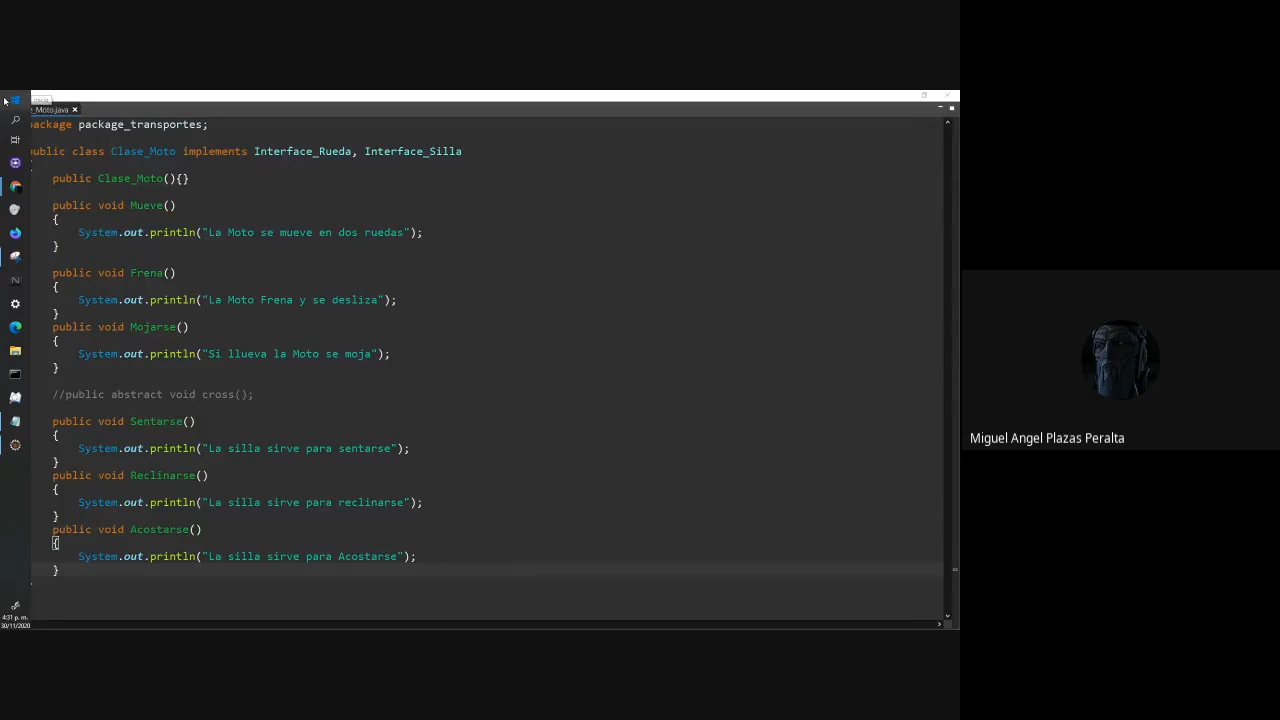 Inicio
_Moto.java
package package_transportes;
public class Clase_Moto implements Interface_Rueda, Interface_Silla
public Clase_Moto(){}
public void Mueve()
{
System.out.println("La Moto se mueve en dos ruedas");
}
public void Frena()
{
System.out.println("La Moto Frena y se desliza");
}
public void Mojarse()
{
System.out.println("Si llueva la Moto se moja");
}
//public abstract void cross();
public void Sentarse()
{
System.out.println("La silla sirve para sentarse");
}
public void Reclinarse()
{
System.out.println("La silla sirve para reclinarse");
}
public void Acostarse()
{
System.out.println("La silla sirve para Acostarse");
}
4:31 p. m.
30/11/2020
Miguel Angel Plazas Peralta